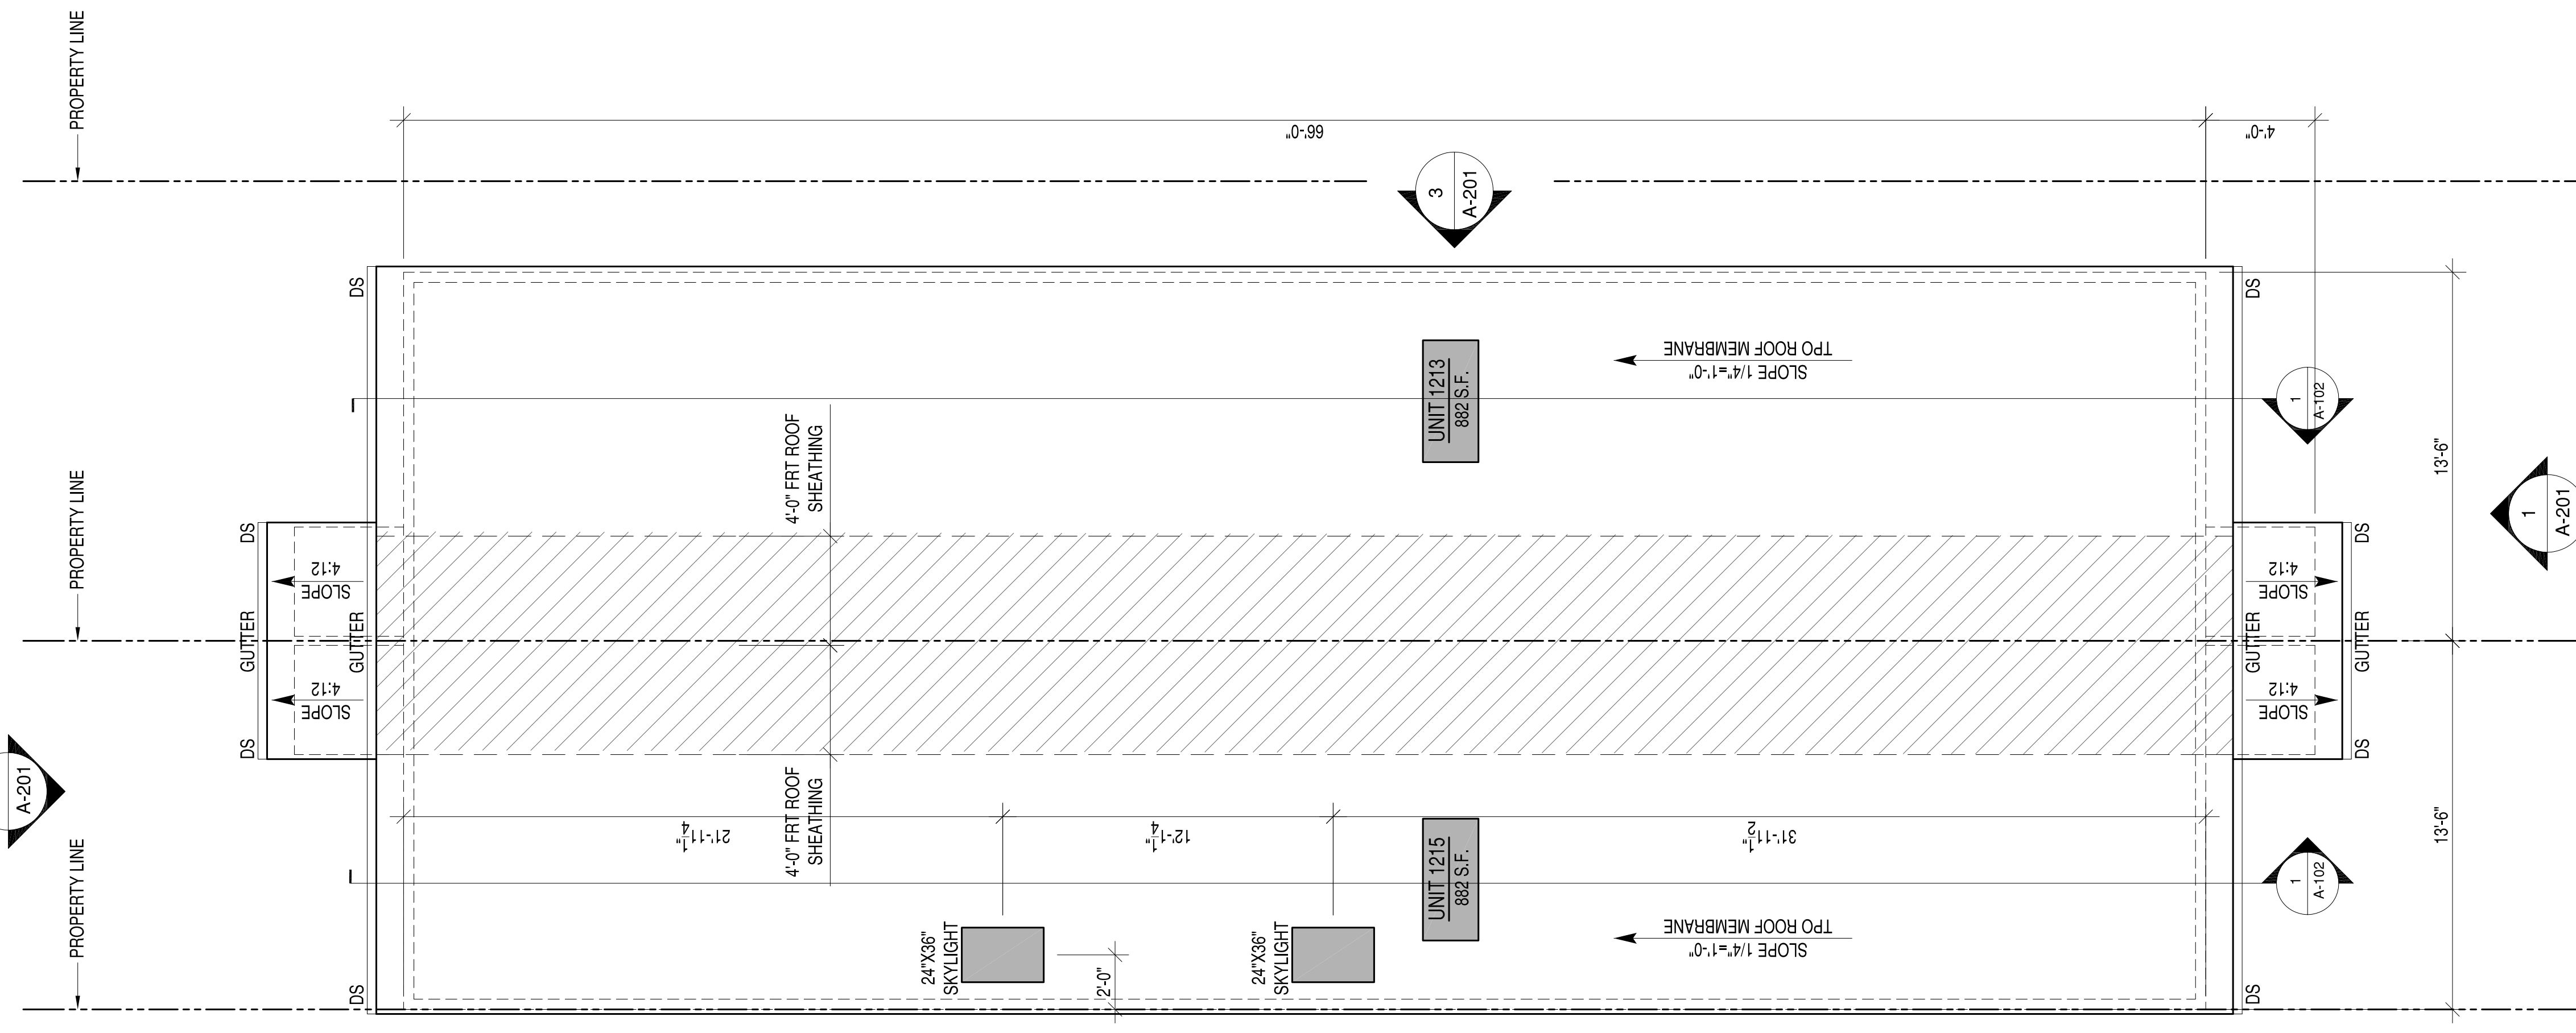 PROPERTY LINE
PROPERTY LINE
PROPERTY LINE
66'-0"
4'-0"
3
A-201
DS
DS
UNIT 1213
882 S.F.
TPO ROOF MEMBRANE
SLOPE 1/4"=1'-0"
4'-0" FRT ROOF
SHEATHING
1
A-102
13'-6"
1
A-201
DS
GUTTER
DS
GUTTER
SLOPE
4:12
SLOPE
4:12
DS
GUTTER
DS
GUTTER
SLOPE
4:12
SLOPE
4:12
A-201
4'-0" FRT ROOF
SHEATHING
21'-11 1/4"
12'-1 1/4"
31'-11 1/2"
UNIT 1215
882 S.F.
TPO ROOF MEMBRANE
SLOPE 1/4"=1'-0"
24"X36"
SKYLIGHT
24"X36"
SKYLIGHT
2'-0"
1
A-102
13'-6"
DS
DS